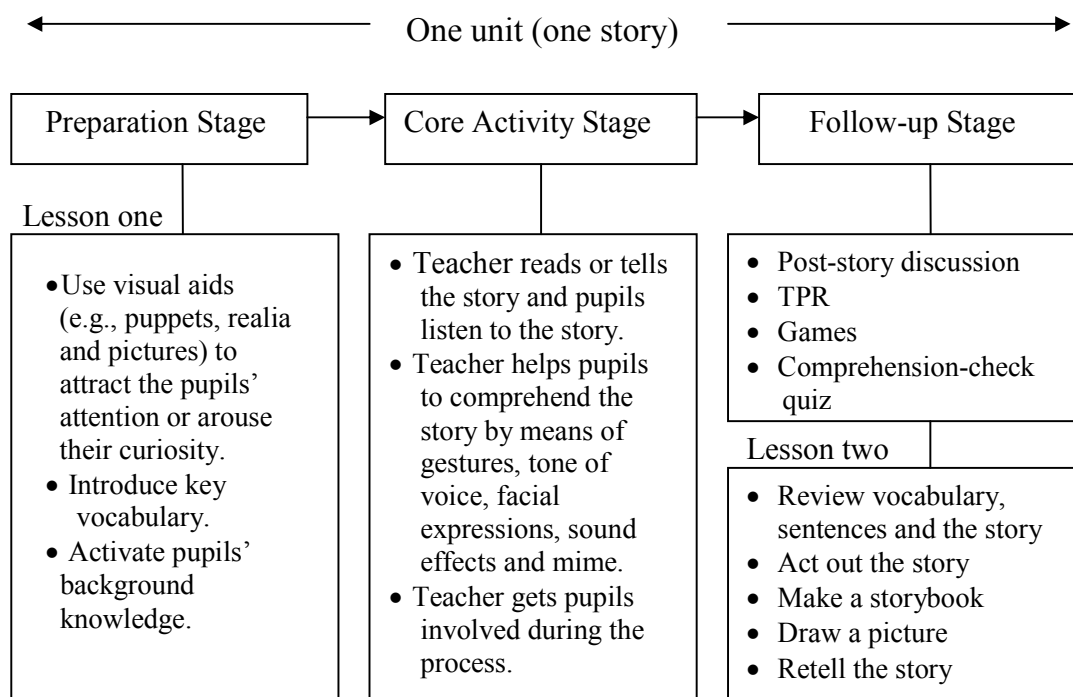 One unit (one story)
Preparation Stage
Core Activity Stage
Follow-up Stage
Lesson one
•Use visual aids
(e.g., puppets, realia
and pictures) to
attract the pupils’
attention or arouse
their curiosity.
• Introduce key
vocabulary.
• Activate pupils’
background
knowledge.
• Teacher reads or tells
the story and pupils
listen to the story.
• Teacher helps pupils
to comprehend the
story by means of
gestures, tone of
voice, facial
expressions, sound
effects and mime.
• Teacher gets pupils
involved during the
process.
• Post-story discussion
• TPR
• Games
• Comprehension-check
quiz
Lesson two
• Review vocabulary,
sentences and the story
• Act out the story
• Make a storybook
• Draw a picture
• Retell the story